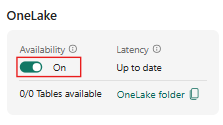 OneLake
Availability Latency
On Up to date
0/0 Tables available OneLake folder